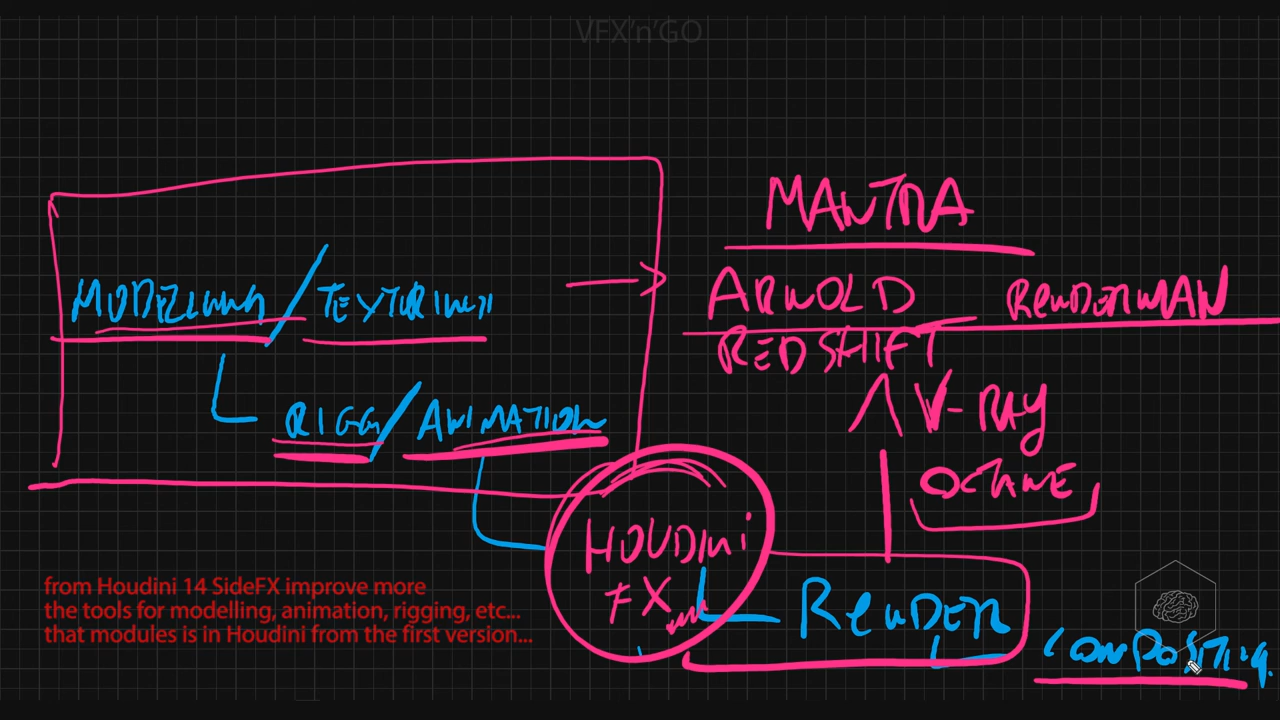 VFX'n'GO
MANTRA
MODELING / TEXTURING
ARNOLD RENDERMAN
REDSHIFT
RIGG / ANIMATION
V-RAY
OCTANE
HOUDINI
FX
RENDER
COMPOSITING
from Houdini 14 SideFX improve more
the tools for modelling, animation, rigging, etc...
that modules is in Houdini from the first version...